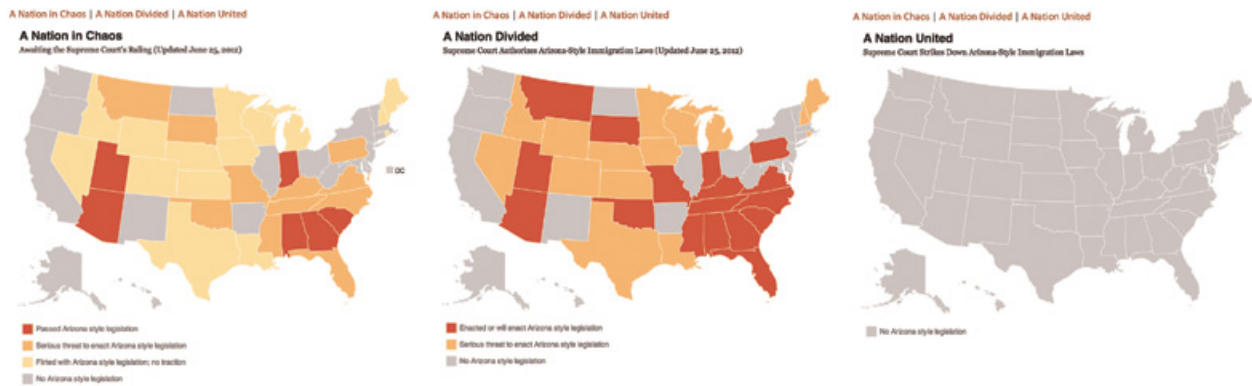 A Nation in Chaos | A Nation Divided | A Nation United
A Nation in Chaos
Awaiting the Supreme Court's Ruling (Updated June 25, 2012)
DC
Passed Arizona style legislation
Serious threat to enact Arizona style legislation
Flirted with Arizona style legislation; no traction
No Arizona style legislation
A Nation in Chaos | A Nation Divided | A Nation United
A Nation Divided
Supreme Court Authorizes Arizona-Style Immigration Laws (Updated June 25, 2012)
Enacted or will enact Arizona style legislation
Serious threat to enact Arizona style legislation
No Arizona style legislation
A Nation in Chaos | A Nation Divided | A Nation United
A Nation United
Supreme Court Strikes Down Arizona-Style Immigration Laws
No Arizona style legislation